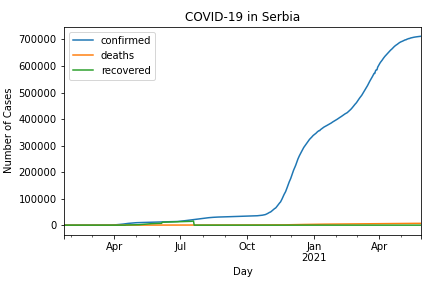 COVID-19 in Serbia
confirmed
deaths
recovered
Number of Cases
700000
600000
500000
400000
300000
200000
100000
0
Apr
Jul
Oct
Jan
2021
Apr
Day